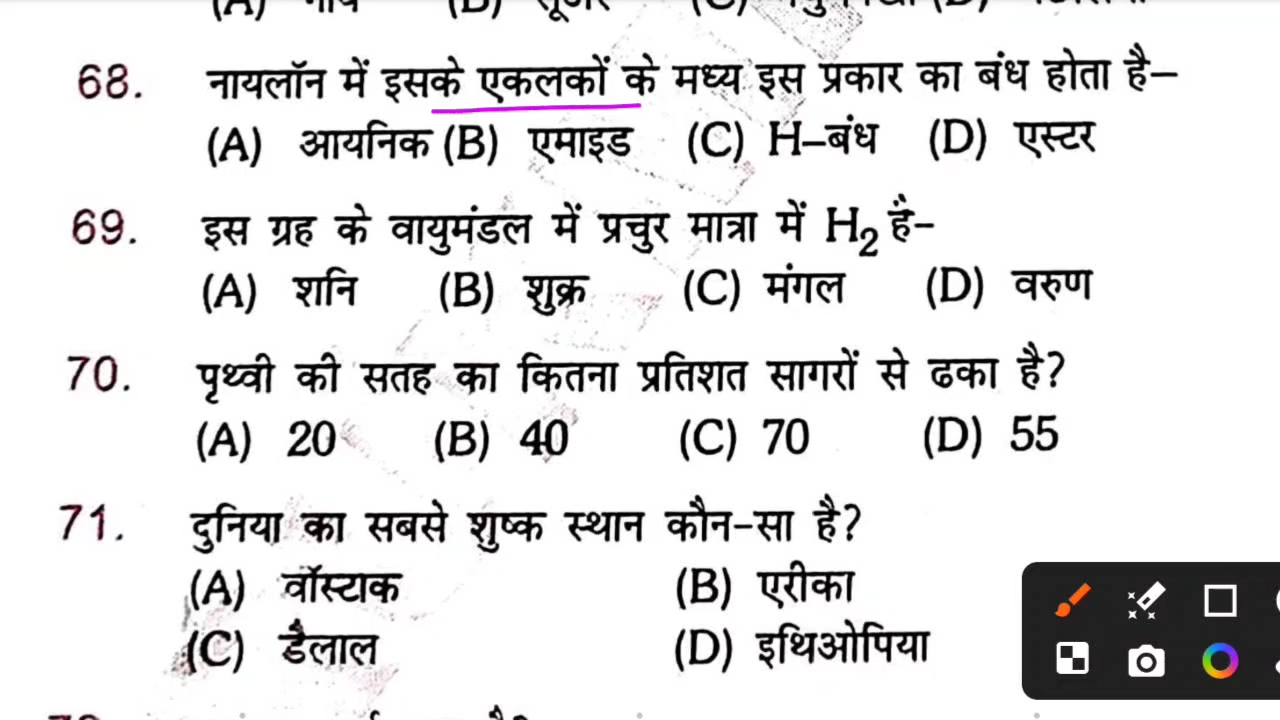 68. नायलॉन में इसके एकलकों के मध्य इस प्रकार का बंध होता है–
(A) आयनिक (B) एमाइड (C) H–बंध (D) एस्टर
69. इस ग्रह के वायुमंडल में प्रचुर मात्रा में H₂ है–
(A) शनि (B) शुक्र (C) मंगल (D) वरुण
70. पृथ्वी की सतह का कितना प्रतिशत सागरों से ढका है?
(A) 20 (B) 40 (C) 70 (D) 55
71. दुनिया का सबसे शुष्क स्थान कौन-सा है?
(A) वॉस्टाक (B) एरीका
(C) डैलाल (D) इथिओपिया